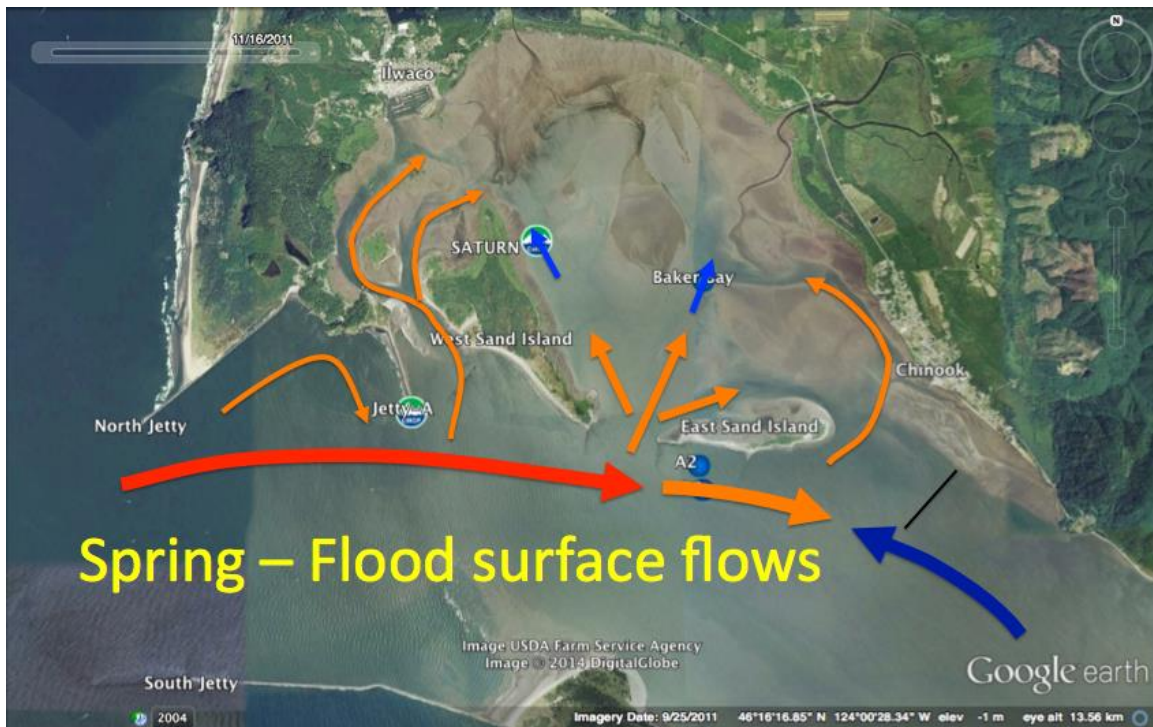 11/16/2011
N
Ilwaco
SATURN
Baker Bay
West Sand Island
Chinook
Jetty A
North Jetty
East Sand Island
A2
Spring – Flood surface flows
Image USDA Farm Service Agency
Image © 2014 DigitalGlobe
Google earth
South Jetty
2004
Imagery Date: 9/25/2011 46°16'16.85" N 124°00'28.34" W elev -1 m eye alt 13.56 km